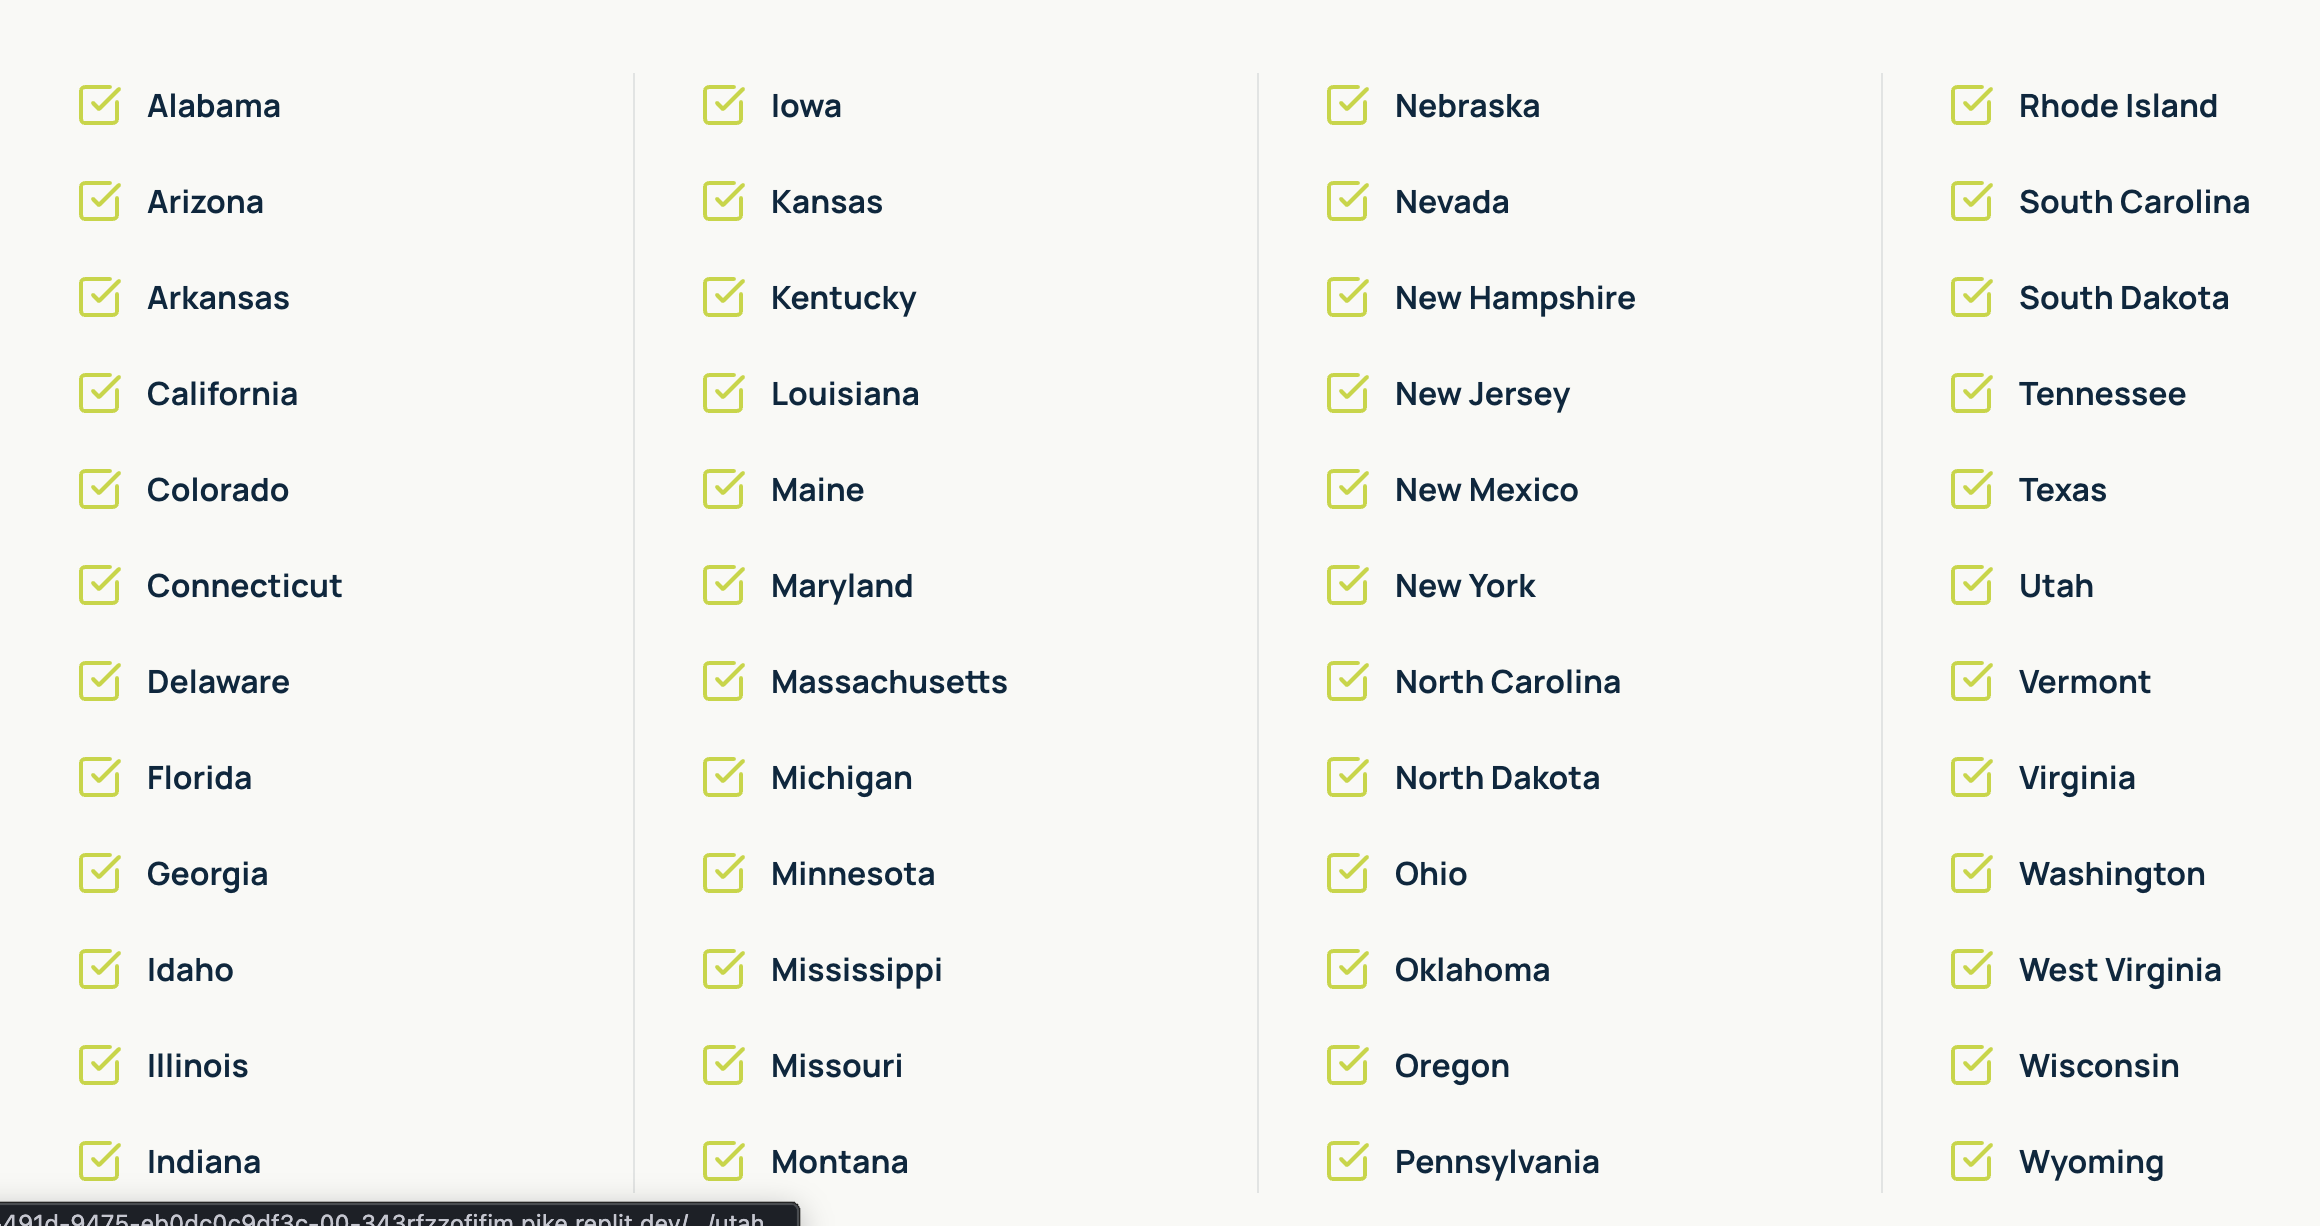 Alabama
Arizona
Arkansas
California
Colorado
Connecticut
Delaware
Florida
Georgia
Idaho
Illinois
Indiana
Iowa
Kansas
Kentucky
Louisiana
Maine
Maryland
Massachusetts
Michigan
Minnesota
Mississippi
Missouri
Montana
Nebraska
Nevada
New Hampshire
New Jersey
New Mexico
New York
North Carolina
North Dakota
Ohio
Oklahoma
Oregon
Pennsylvania
Rhode Island
South Carolina
South Dakota
Tennessee
Texas
Utah
Vermont
Virginia
Washington
West Virginia
Wisconsin
Wyoming